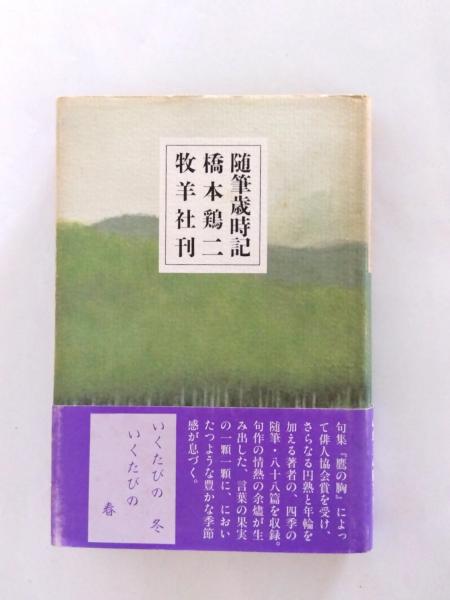 随筆歳時記
橋本鶏二
牧羊社刊
句集『鷹の胸』によっ
て俳人協会賞を受け、
さらなる円熟と年輪を
加える著者の、四季の
随筆・八十八篇を収録。
句作の情熱の余燼が生
み出した、言葉の果実
の一顆一顆に、におい
たつような豊かな季節
感が息づく。
いくたびの 冬
いくたびの 春